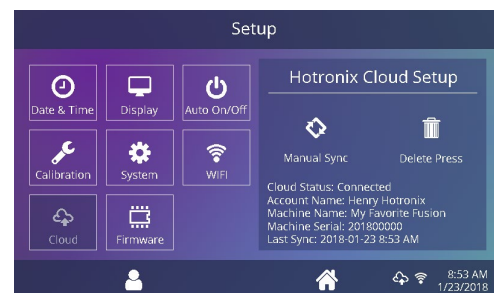 Setup
Date & Time
Display
Auto On/Off
Calibration
System
WIFI
Cloud
Firmware
Hotronix Cloud Setup
Manual Sync
Delete Press
Cloud Status: Connected
Account Name: Henry Hotronix
Machine Name: My Favorite Fusion
Machine Serial: 201800000
Last Sync: 2018-01-23 8:53 AM
8:53 AM
1/23/2018